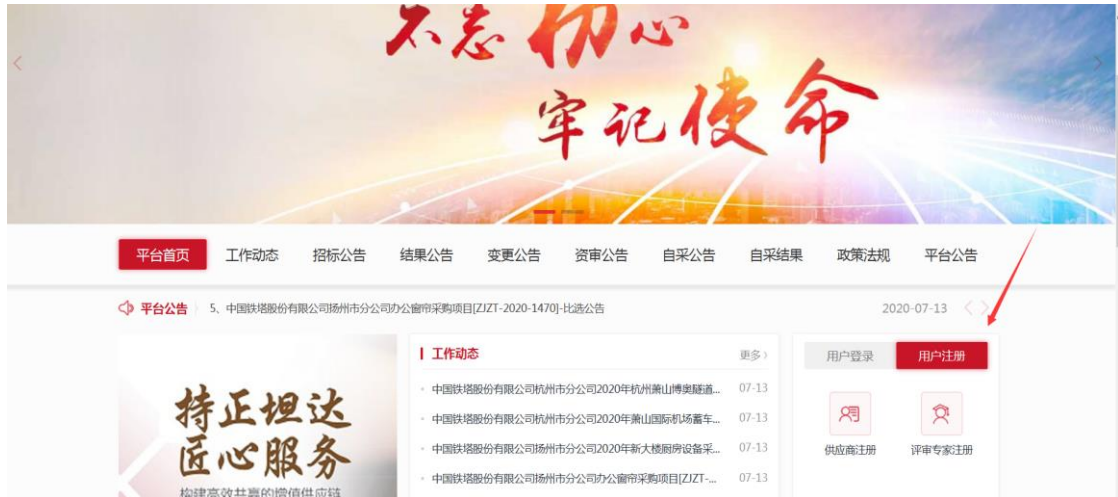 不忘初心
牢记使命
平台首页 工作动态 招标公告 结果公告 变更公告 资审公告 自采公告 自采结果 政策法规 平台公告
平台公告 5、中国铁塔股份有限公司扬州市分公司办公窗帘采购项目[ZJZT-2020-1470]-比选公告 2020-07-13
持正坦达
匠心服务
构建高效共赢的增值供应链
工作动态 更多
中国铁塔股份有限公司杭州市分公司2020年杭州萧山博奥隧道... 07-13
中国铁塔股份有限公司杭州市分公司2020年萧山国际机场蓄车... 07-13
中国铁塔股份有限公司扬州市分公司2020年新大楼厨房设备采... 07-13
中国铁塔股份有限公司扬州市分公司办公窗帘采购项目[ZJZT-... 07-13
用户登录 用户注册
供应商注册 评审专家注册